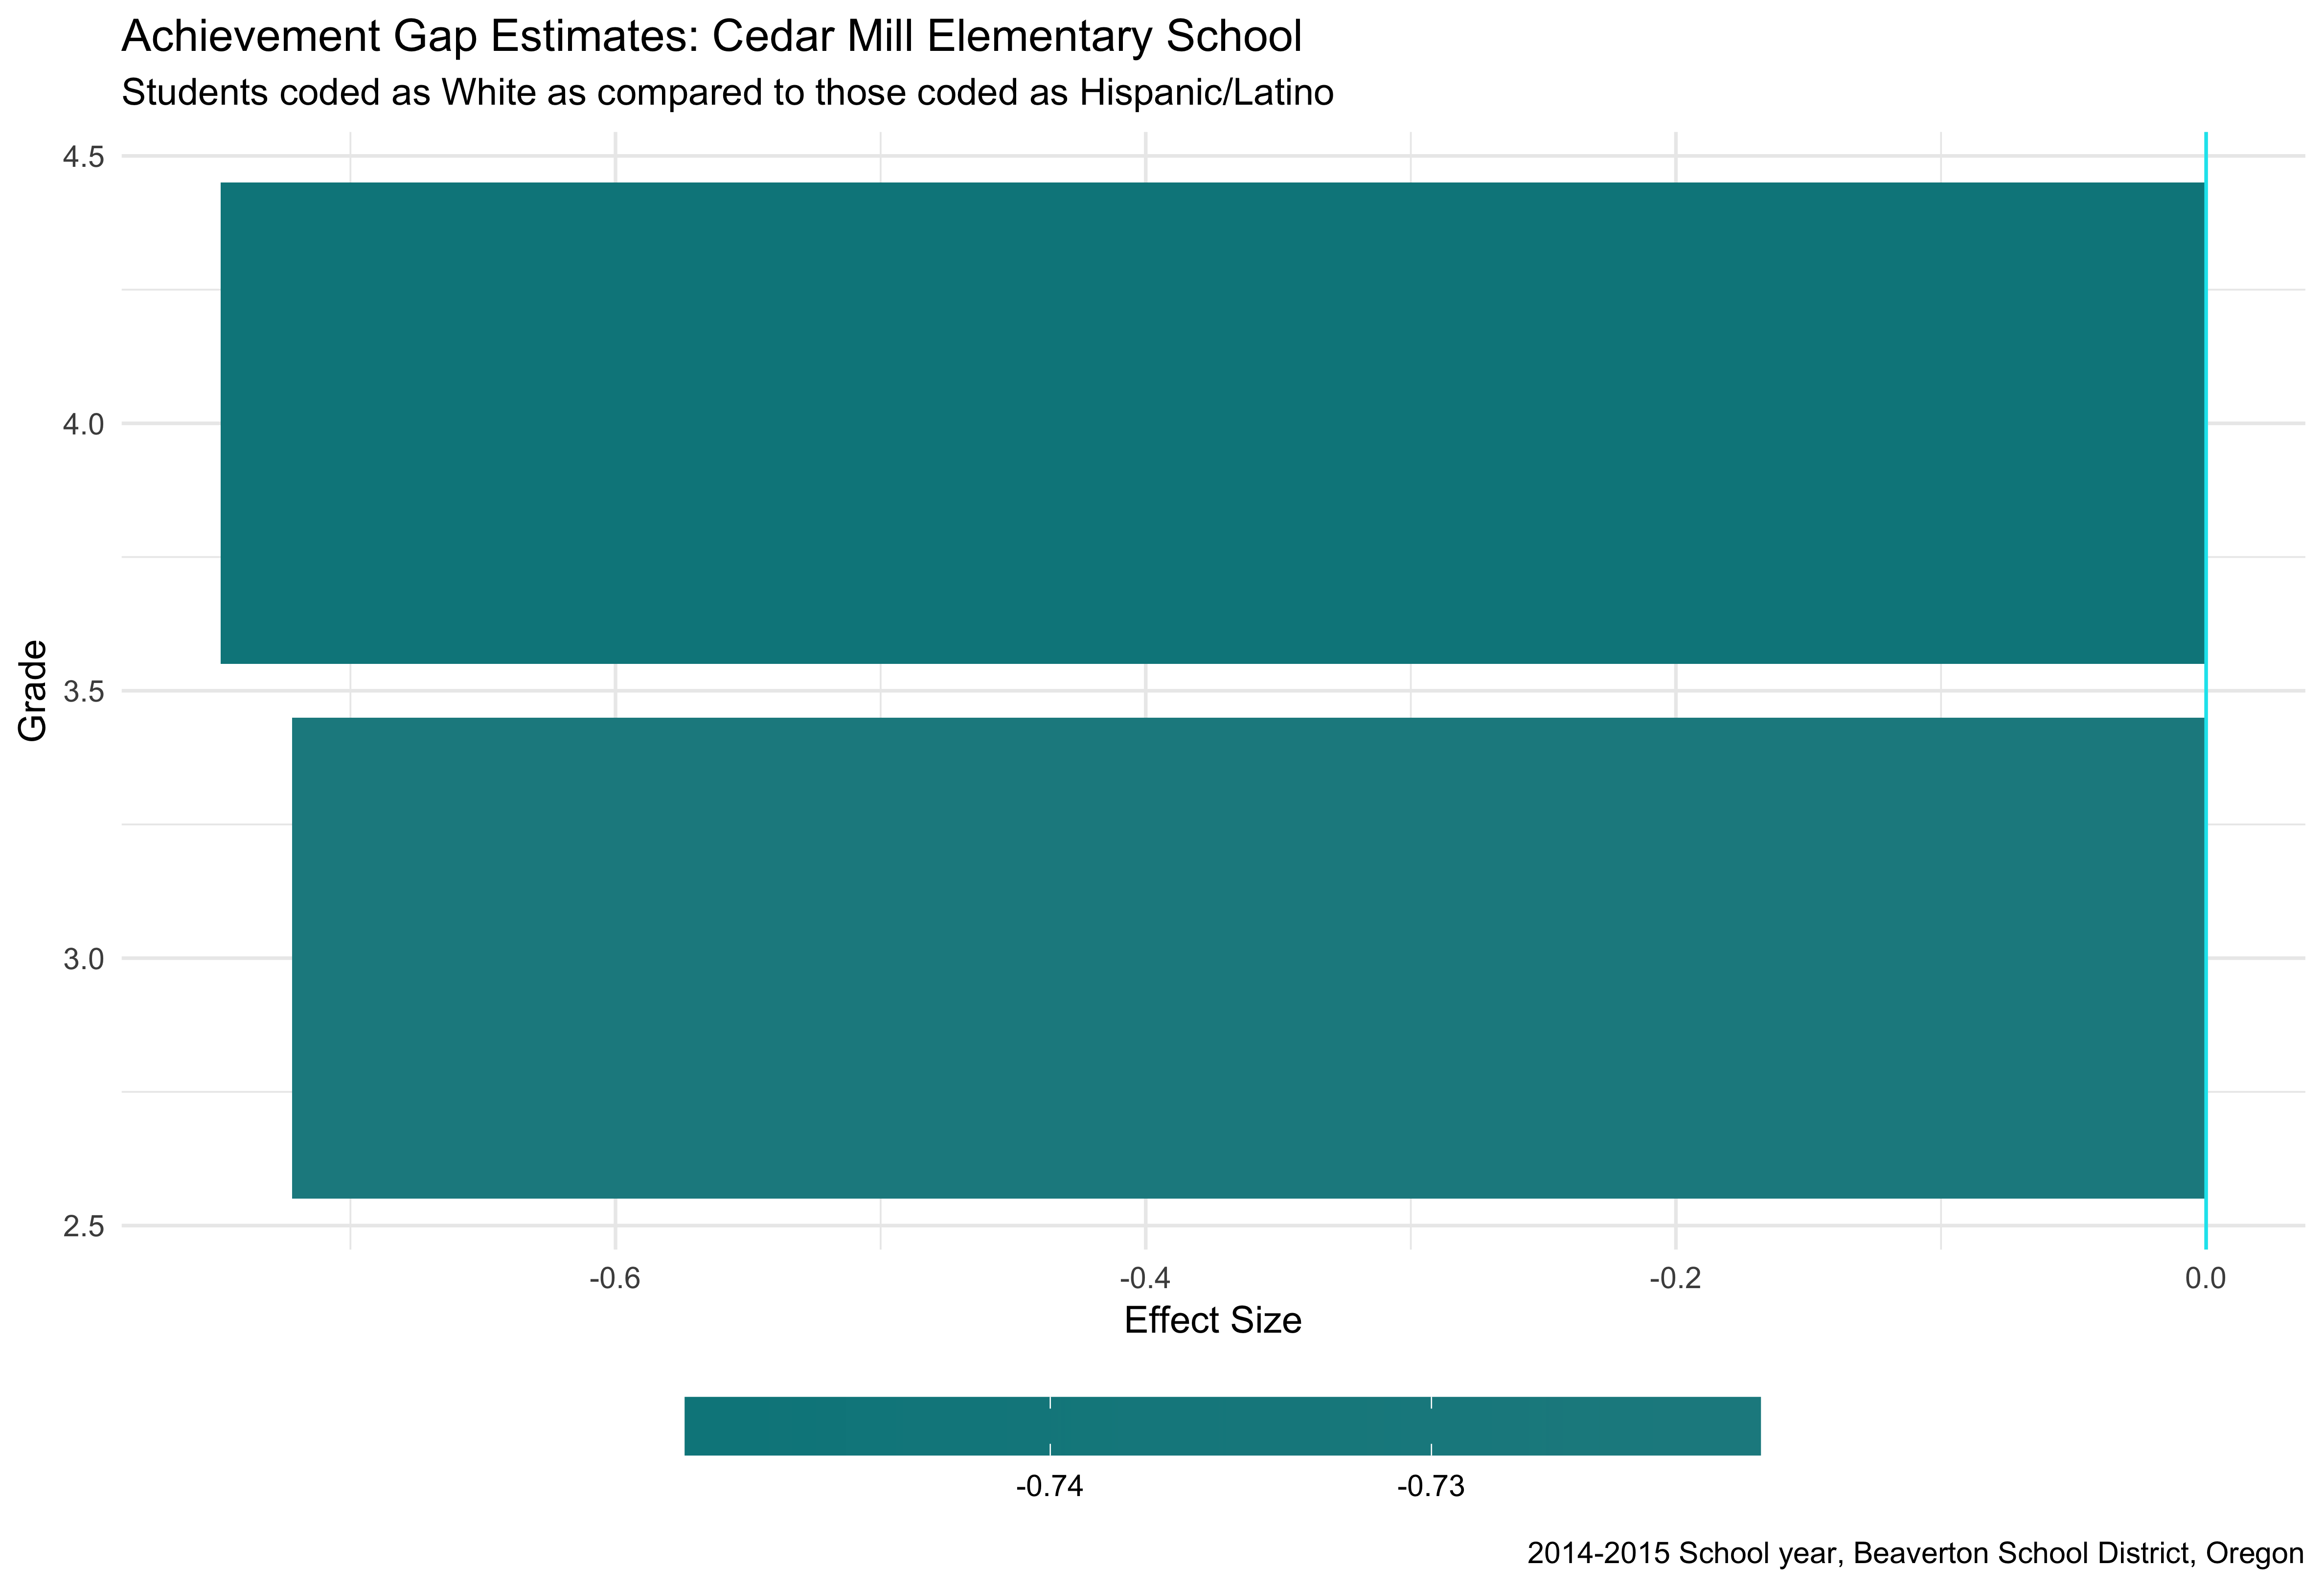 Achievement Gap Estimates: Cedar Mill Elementary School
Students coded as White as compared to those coded as Hispanic/Latino
4.5
4.0
3.5
3.0
2.5
Grade
-0.6 -0.4 -0.2 0.0
Effect Size
-0.74 -0.73
2014-2015 School year, Beaverton School District, Oregon